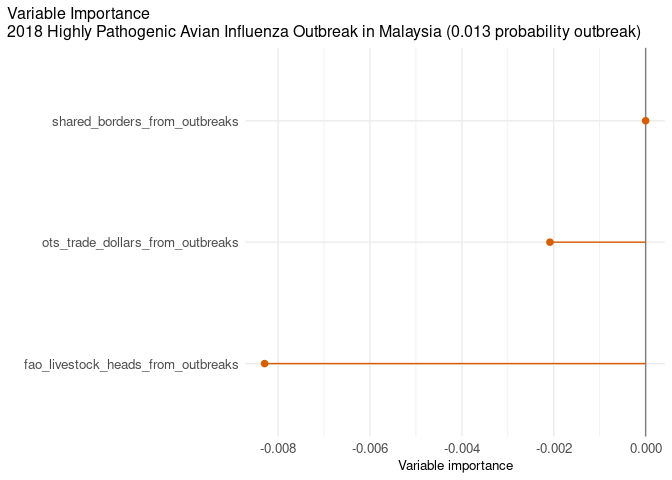 Variable Importance
2018 Highly Pathogenic Avian Influenza Outbreak in Malaysia (0.013 probability outbreak)
shared_borders_from_outbreaks
ots_trade_dollars_from_outbreaks
fao_livestock_heads_from_outbreaks
-0.008 -0.006 -0.004 -0.002 0.000
Variable importance